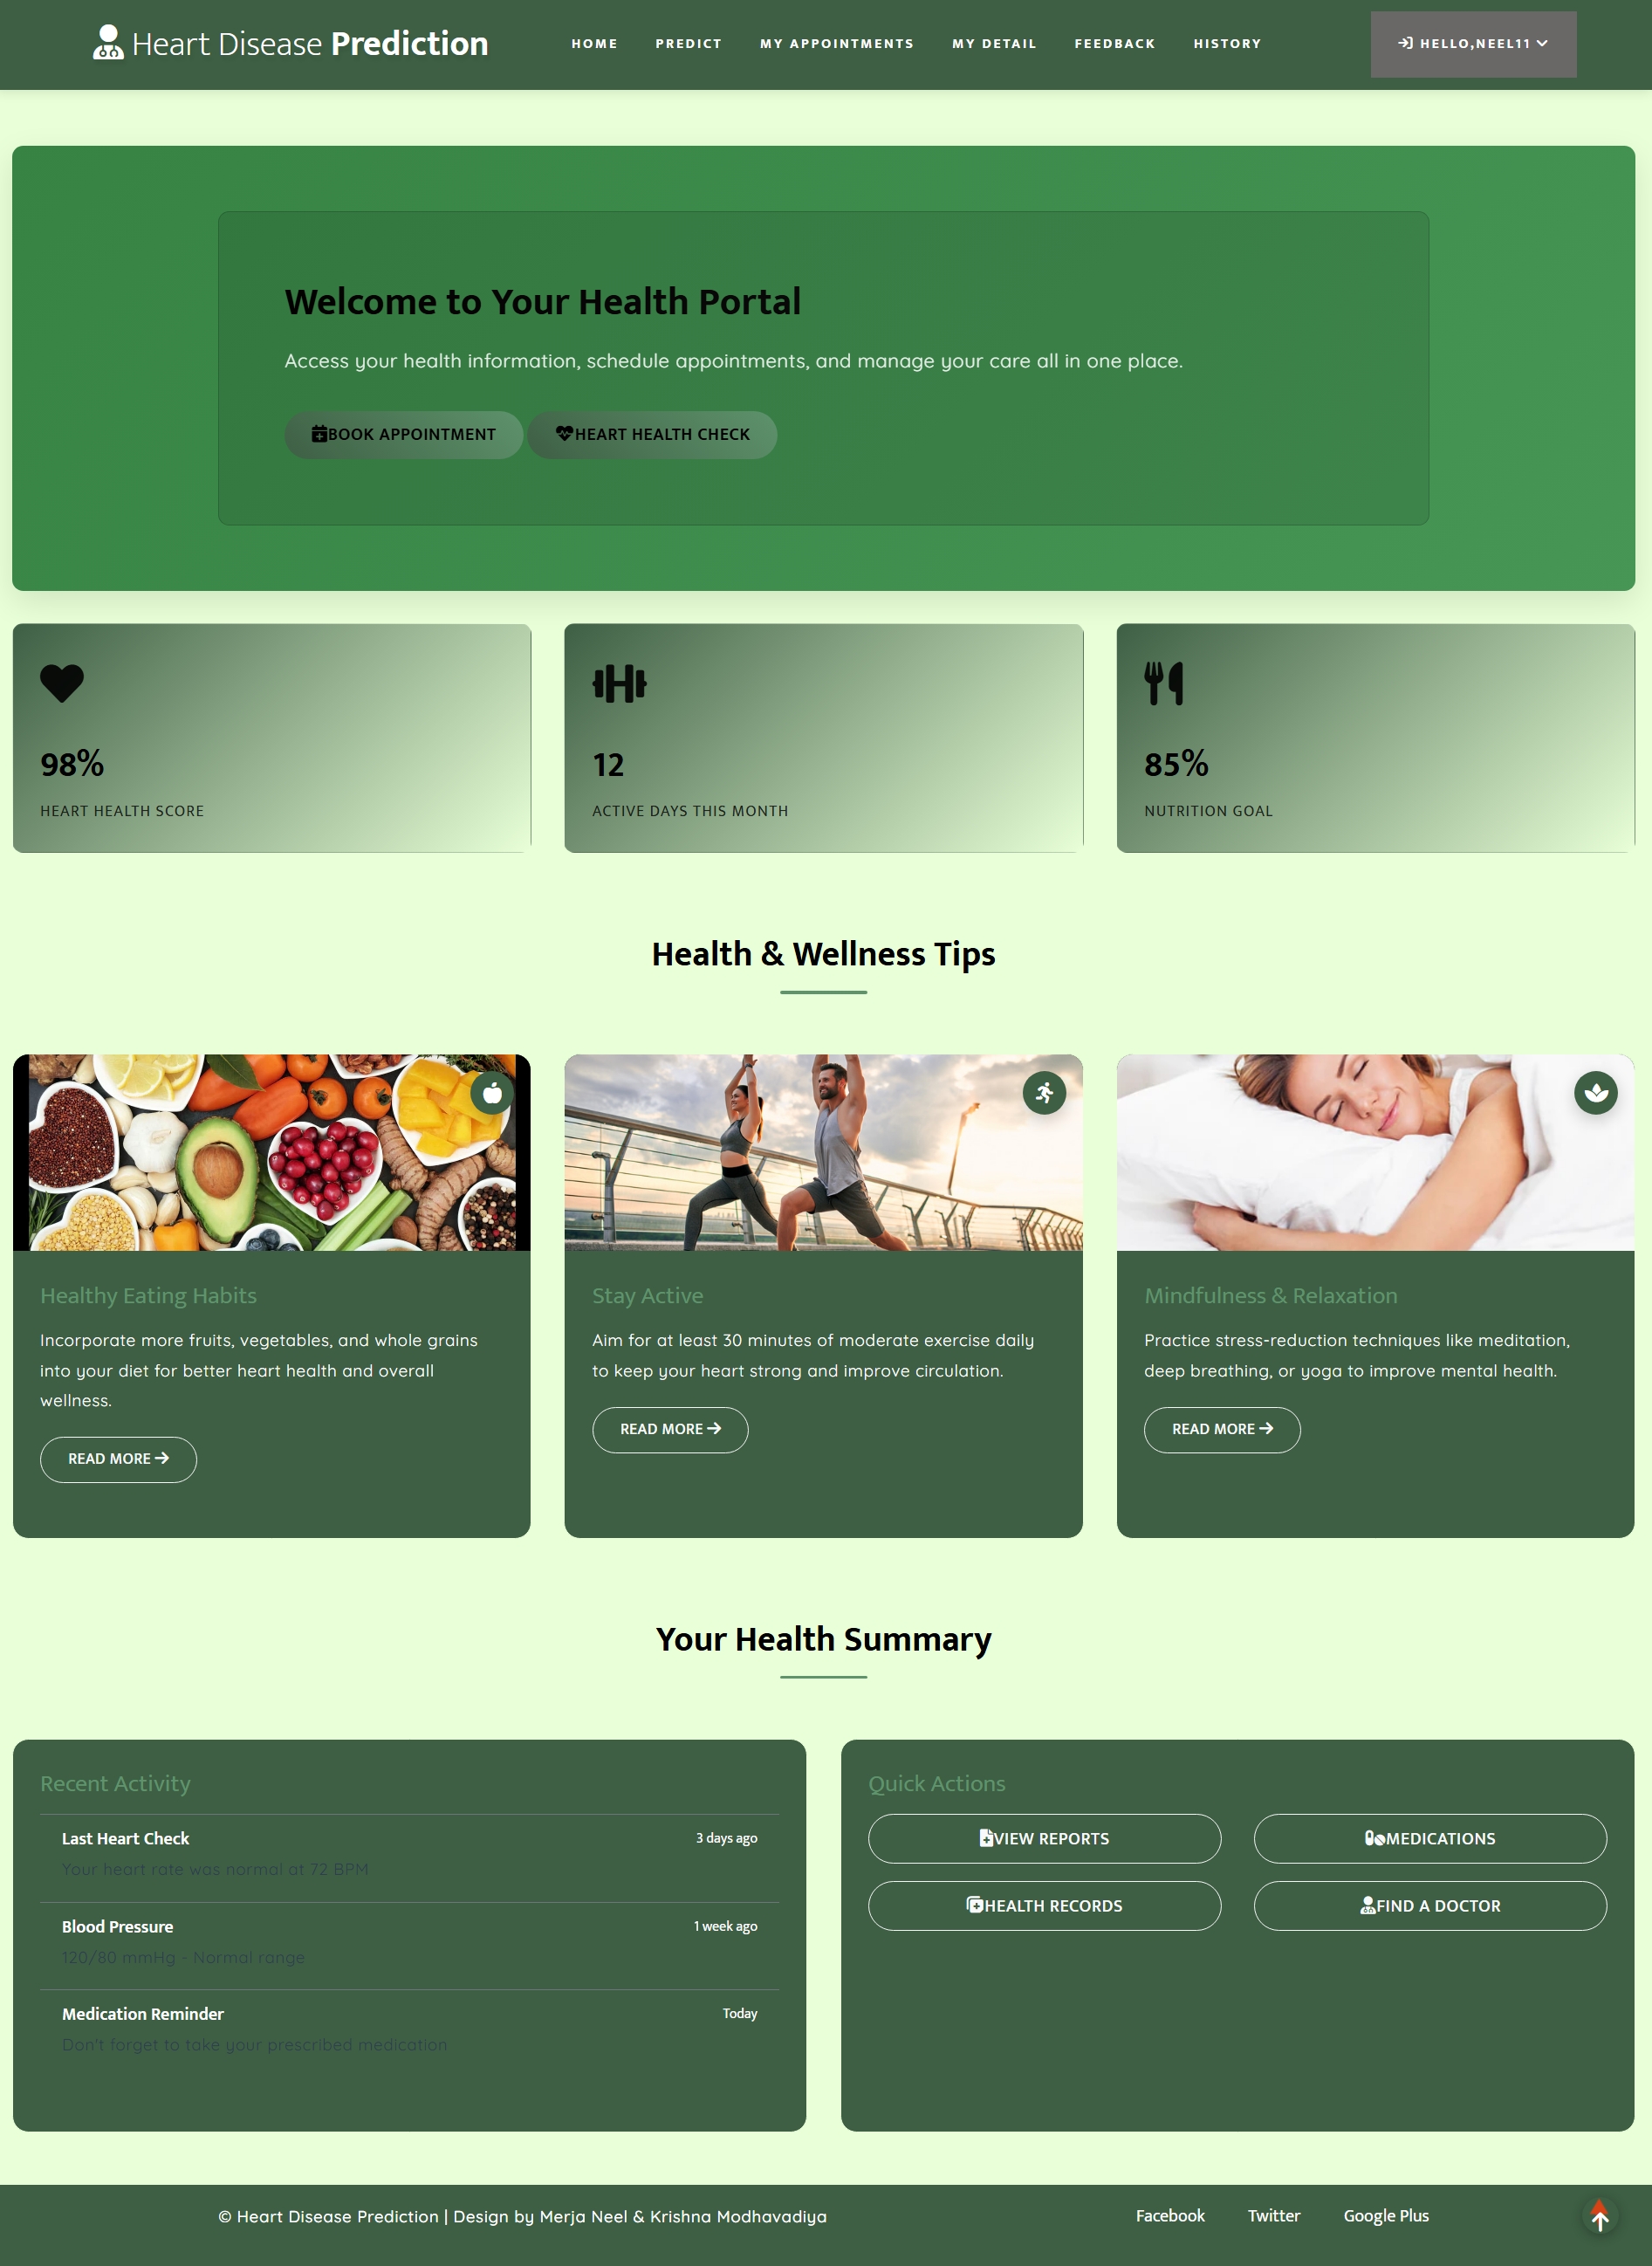 Heart Disease Prediction
HOME
PREDICT
MY APPOINTMENTS
MY DETAIL
FEEDBACK
HISTORY
HELLO,NEEL11
Welcome to Your Health Portal
Access your health information, schedule appointments, and manage your care all in one place.
BOOK APPOINTMENT
HEART HEALTH CHECK
98%
HEART HEALTH SCORE
12
ACTIVE DAYS THIS MONTH
85%
NUTRITION GOAL
Health & Wellness Tips
Healthy Eating Habits
Incorporate more fruits, vegetables, and whole grains
into your diet for better heart health and overall
wellness.
READ MORE
Stay Active
Aim for at least 30 minutes of moderate exercise daily
to keep your heart strong and improve circulation.
READ MORE
Mindfulness & Relaxation
Practice stress-reduction techniques like meditation,
deep breathing, or yoga to improve mental health.
READ MORE
Your Health Summary
Recent Activity
Last Heart Check
3 days ago
Your heart rate was normal at 72 BPM
Blood Pressure
1 week ago
120/80 mmHg - Normal range
Medication Reminder
Today
Don't forget to take your prescribed medication
Quick Actions
VIEW REPORTS
MEDICATIONS
HEALTH RECORDS
FIND A DOCTOR
© Heart Disease Prediction | Design by Merja Neel & Krishna Modhavadiya
Facebook
Twitter
Google Plus